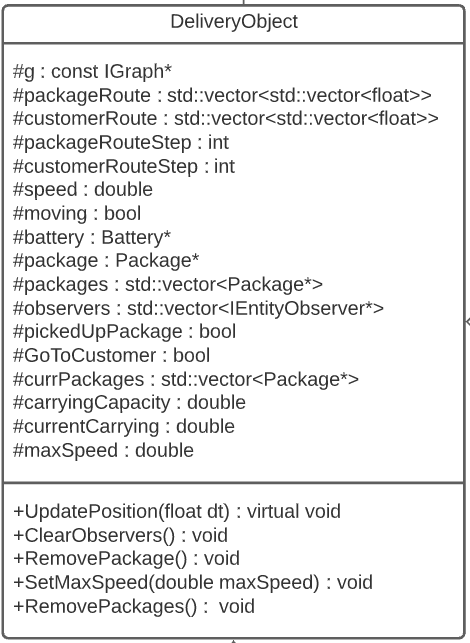 DeliveryObject
#g : const IGraph*
#packageRoute : std::vector<std::vector<float>>
#customerRoute : std::vector<std::vector<float>>
#packageRouteStep : int
#customerRouteStep : int
#speed : double
#moving : bool
#battery : Battery*
#package : Package*
#packages : std::vector<Package*>
#observers : std::vector<IEntityObserver*>
#pickedUpPackage : bool
#GoToCustomer : bool
#currPackages : std::vector<Package*>
#carryingCapacity : double
#currentCarrying : double
#maxSpeed : double
+UpdatePosition(float dt) : virtual void
+ClearObservers() : void
+RemovePackage() : void
+SetMaxSpeed(double maxSpeed) : void
+RemovePackages() :  void